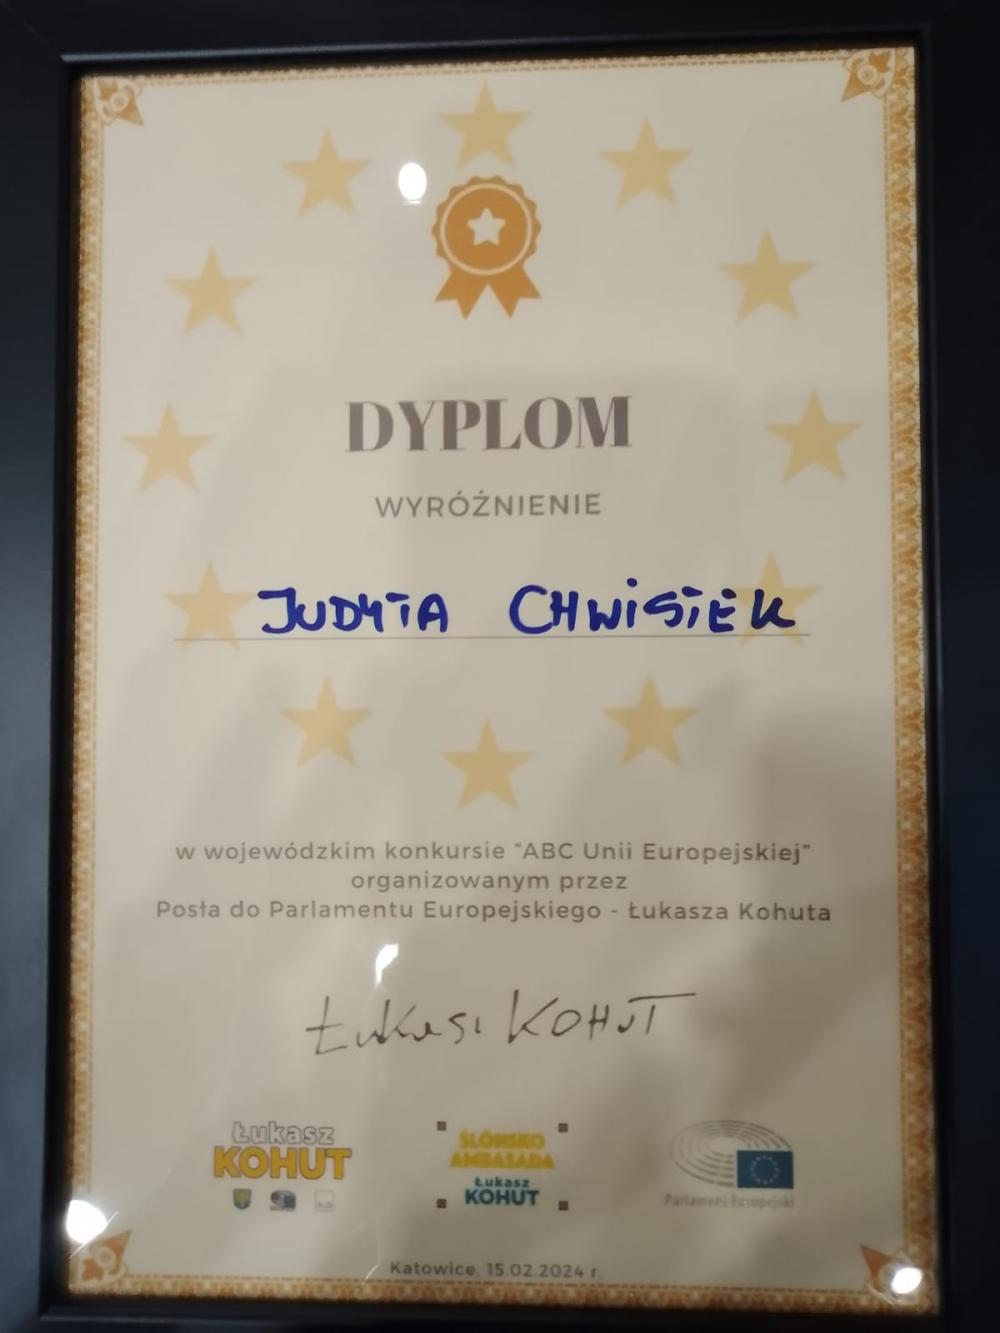 DYPLOM
WYRÓŻNIENIE
JUDYTA CHWISIEK
w wojewódzkim konkursie "ABC Unii Europejskiej"
organizowanym przez
Posła do Parlamentu Europejskiego - Łukasza Kohuta
Łukasz KOHUT
Łukasz
KOHUT
ŚLŌNSKO
AMBASADA
Łukasz
KOHUT
Parlament Europejski
Katowice, 15.02.2024 r.